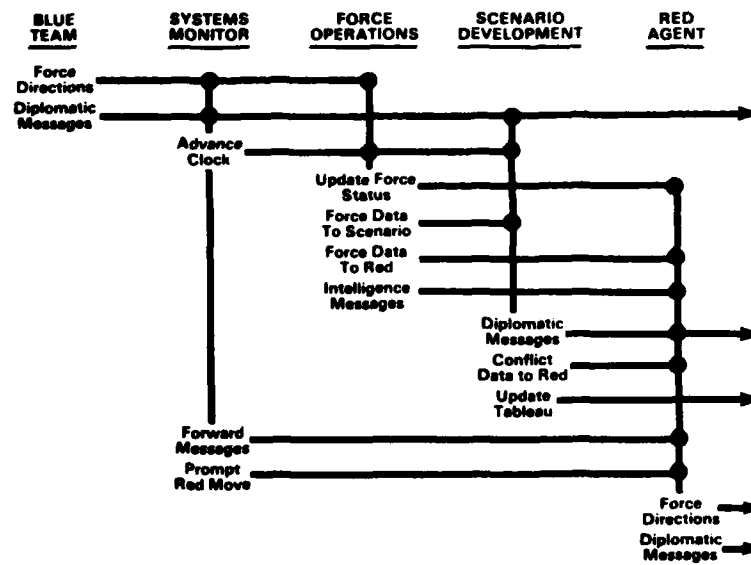 BLUE
TEAM
SYSTEMS
MONITOR
FORCE
OPERATIONS
SCENARIO
DEVELOPMENT
RED
AGENT
Force
Directions
Diplomatic
Messages
Advance
Clock
Update Force
Status
Force Data
To Scenario
Force Data
To Red
Intelligence
Messages
Diplomatic
Messages
Conflict
Data to Red
Update
Tableau
Forward
Messages
Prompt
Red Move
Force
Directions
Diplomatic
Messages